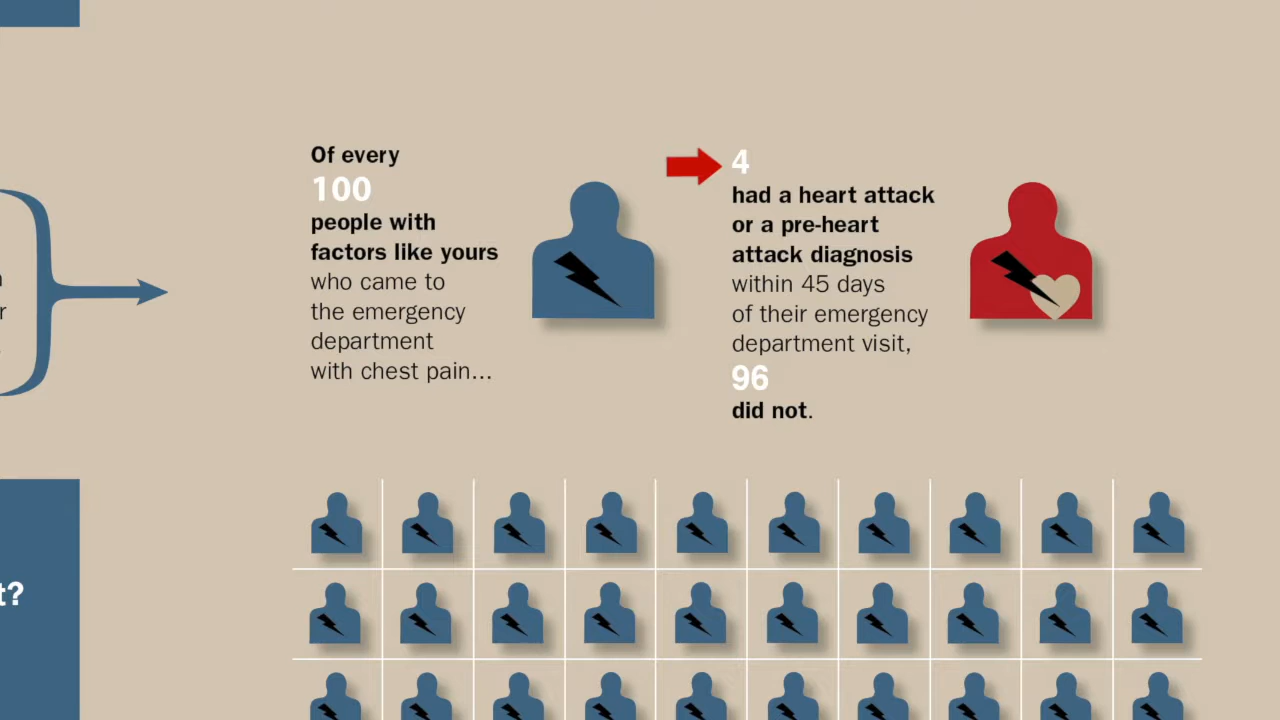 Of every
100
people with
factors like yours
who came to
the emergency
department
with chest pain...
4
had a heart attack
or a pre-heart
attack diagnosis
within 45 days
of their emergency
department visit,
96
did not.